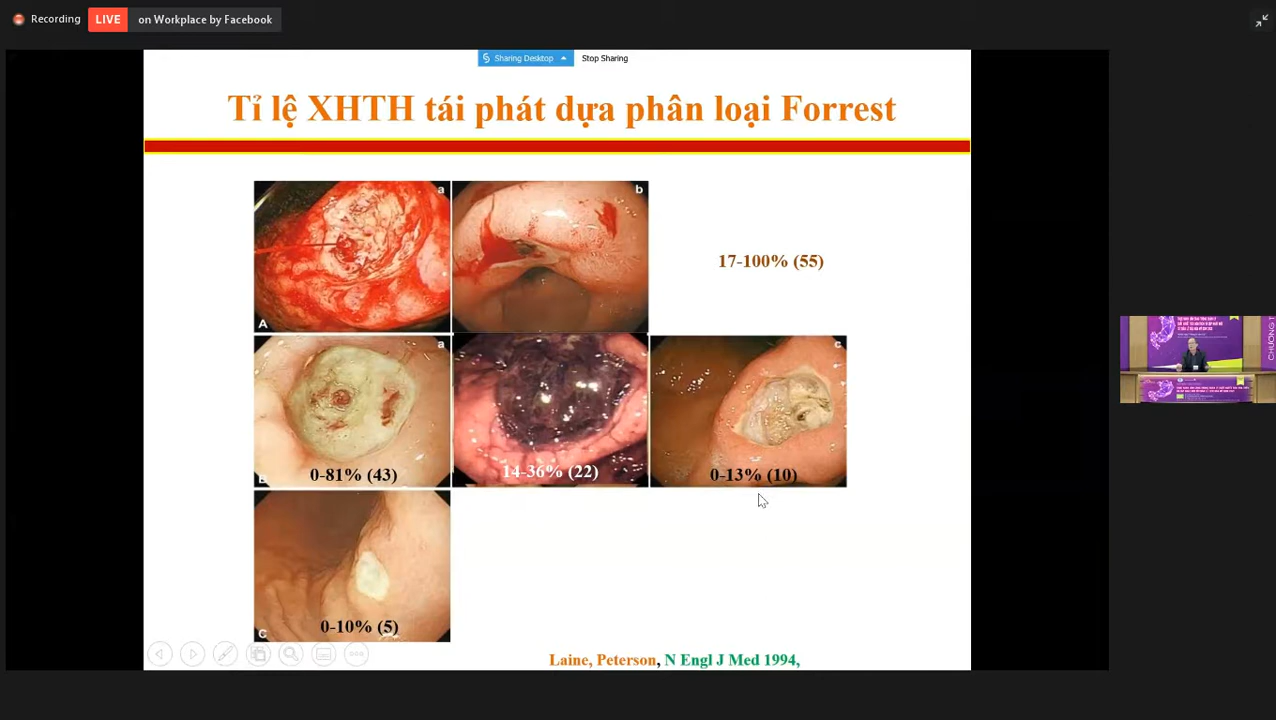 Recording
LIVE
on Workplace by Facebook
Sharing Desktop
Stop Sharing
Tỉ lệ XHTH tái phát dựa phân loại Forrest
a
b
A
17-100% (55)
a
c
0-81% (43)
14-36% (22)
0-13% (10)
C
0-10% (5)
Laine, Peterson, N Engl J Med 1994,